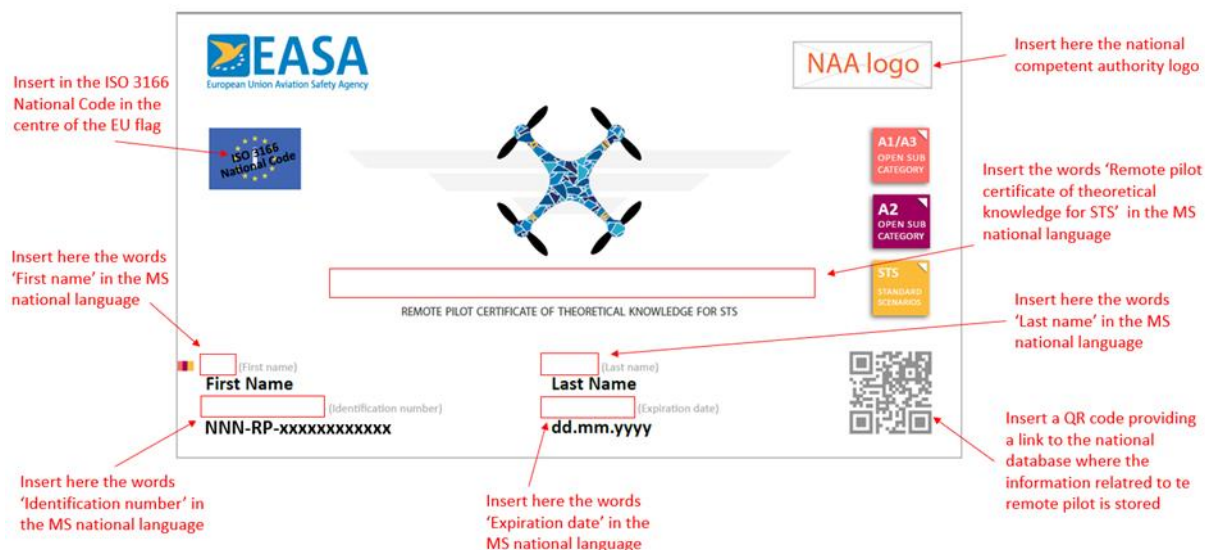 EASA
European Union Aviation Safety Agency
NAA logo
Insert here the national
competent authority logo
Insert in the ISO 3166
National Code in the
centre of the EU flag
ISO 3166
National Code
A1/A3
OPEN SUB
CATEGORY
A2
OPEN SUB
CATEGORY
STS
STANDARD
SCENARIOS
Insert the words ‘Remote pilot
certificate of theoretical
knowledge for STS’ in the MS
national language
Insert here the words
‘First name’ in the MS
national language
REMOTE PILOT CERTIFICATE OF THEORETICAL KNOWLEDGE FOR STS
Insert here the words
‘Last name’ in the MS
national language
(First name)
First Name
(Last name)
Last Name
(Identification number)
NNN-RP-xxxxxxxxxxxx
(Expiration date)
dd.mm.yyyy
Insert a QR code providing
a link to the national
database where the
information relatred to te
remote pilot is stored
Insert here the words
‘Identification number’ in
the MS national language
Insert here the words
‘Expiration date’ in the
MS national language